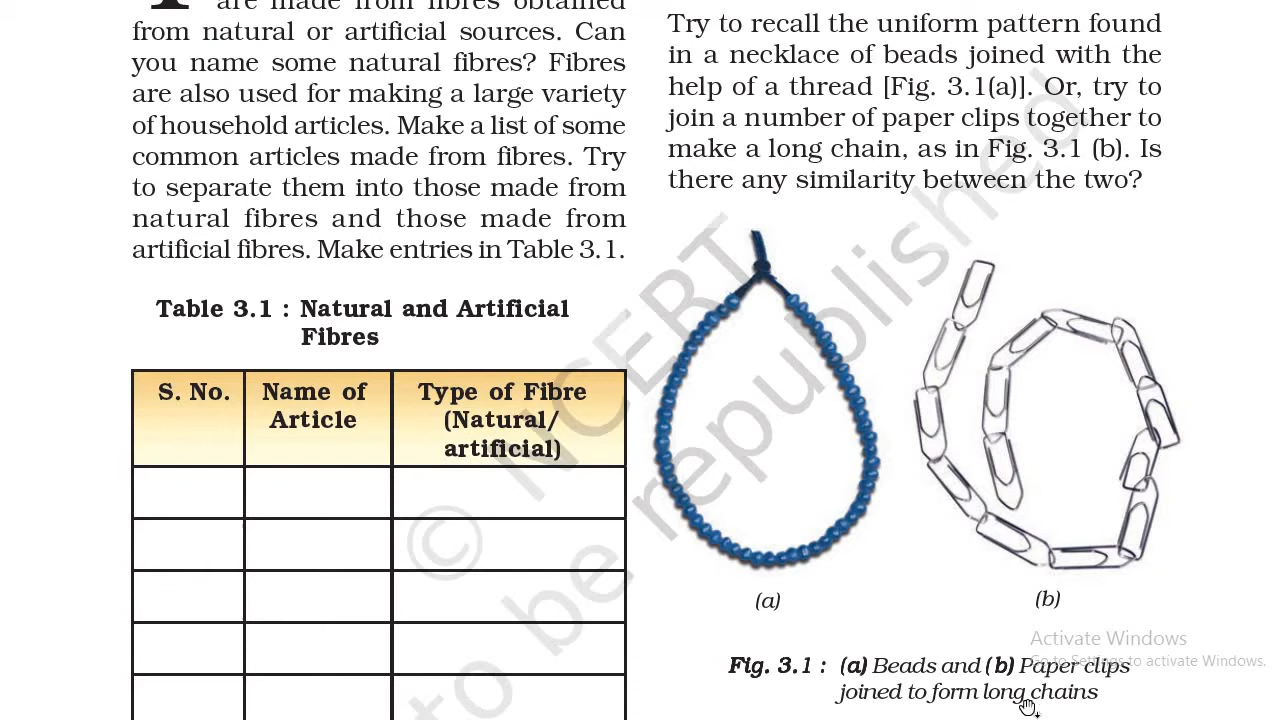 are made from fibres obtained
from natural or artificial sources. Can
you name some natural fibres? Fibres
are also used for making a large variety
of household articles. Make a list of some
common articles made from fibres. Try
to separate them into those made from
natural fibres and those made from
artificial fibres. Make entries in Table 3.1.
Table 3.1 : Natural and Artificial
Fibres
S. No.
Name of
Article
Type of Fibre
(Natural/
artificial)
Try to recall the uniform pattern found
in a necklace of beads joined with the
help of a thread [Fig. 3.1(a)]. Or, try to
join a number of paper clips together to
make a long chain, as in Fig. 3.1 (b). Is
there any similarity between the two?
(a)
(b)
Fig. 3.1 : (a) Beads and (b) Paper clips
joined to form long chains
© NCERT
to be republished
Activate Windows
Go to Settings to activate Windows.